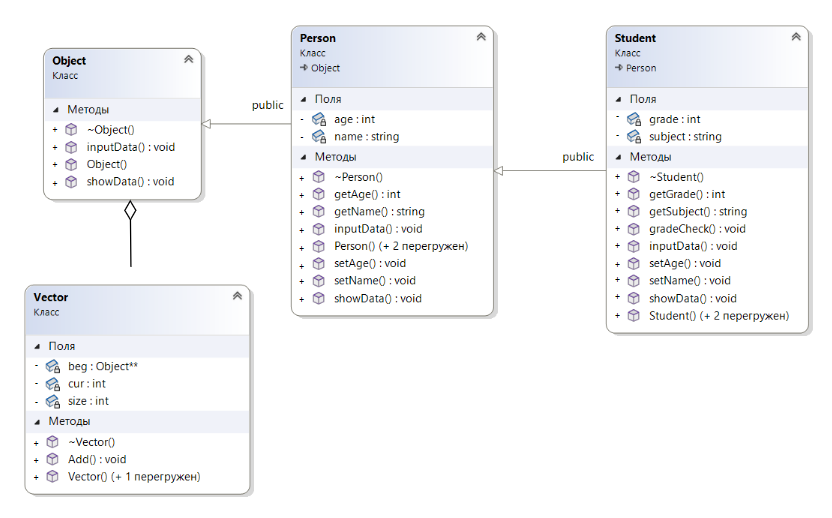 Object
Класс
Методы
+ ~Object()
+ inputData() : void
+ Object()
+ showData() : void
public
Person
Класс
Object
Поля
- age : int
- name : string
Методы
+ ~Person()
+ getAge() : int
+ getName() : string
+ inputData() : void
+ Person() (+ 2 перегружен)
+ setAge() : void
+ setName() : void
+ showData() : void
public
Student
Класс
Person
Поля
- grade : int
- subject : string
Методы
+ ~Student()
+ getGrade() : int
+ getSubject() : string
+ gradeCheck() : void
+ inputData() : void
+ setAge() : void
+ setName() : void
+ showData() : void
+ Student() (+ 2 перегружен)
Vector
Класс
Поля
- beg : Object**
- cur : int
- size : int
Методы
+ ~Vector()
+ Add() : void
+ Vector() (+ 1 перегружен)